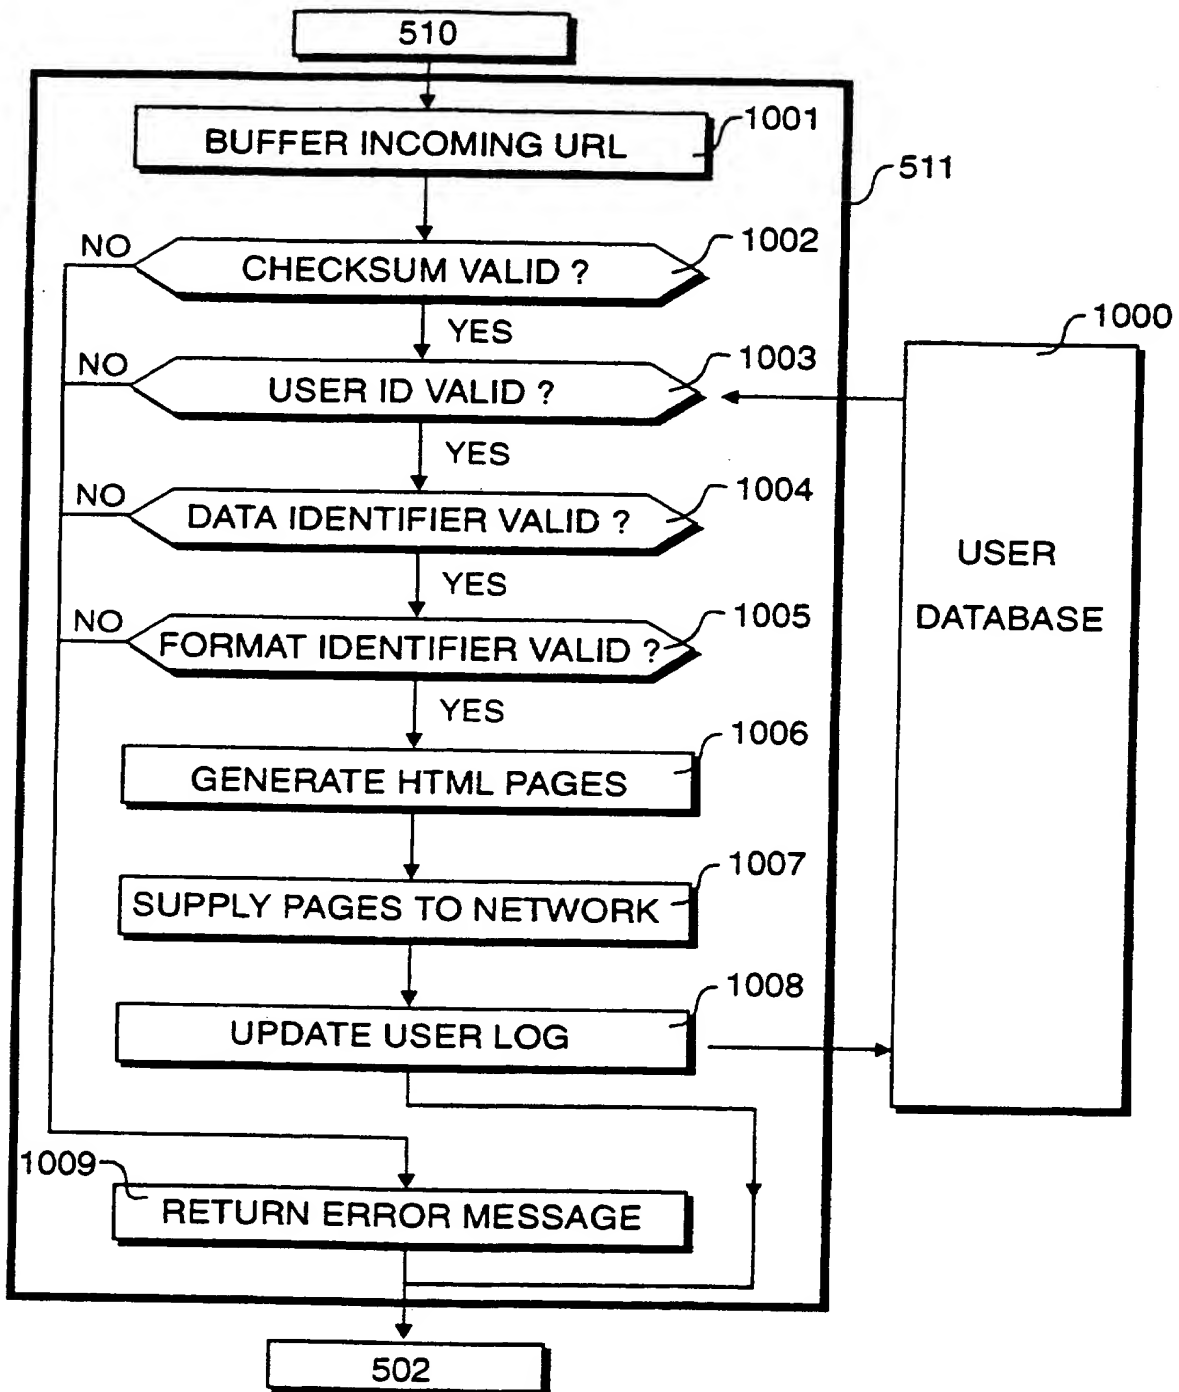 510
BUFFER INCOMING URL
1001
511
NO
CHECKSUM VALID ?
1002
YES
1000
NO
USER ID VALID ?
1003
YES
NO
DATA IDENTIFIER VALID ?
1004
USER
DATABASE
YES
NO
FORMAT IDENTIFIER VALID ?
1005
YES
1006
GENERATE HTML PAGES
1007
SUPPLY PAGES TO NETWORK
1008
UPDATE USER LOG
1009
RETURN ERROR MESSAGE
502